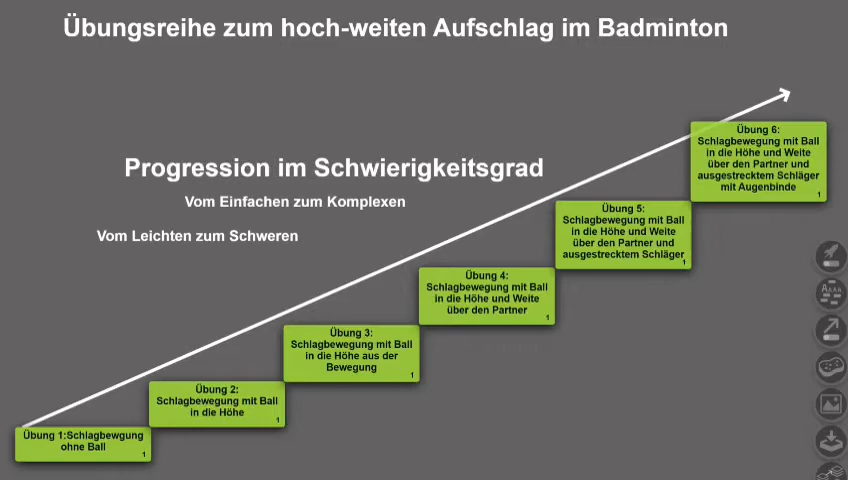 Übungsreihe zum hoch-weiten Aufschlag im Badminton
Progression im Schwierigkeitsgrad
Vom Einfachen zum Komplexen
Vom Leichten zum Schweren
Übung 1:Schlagbewgung
ohne Ball
1
Übung 2:
Schlagbewegung mit Ball
in die Höhe
1
Übung 3:
Schlagbewegung mit Ball
in die Höhe aus der
Bewegung
1
Übung 4:
Schlagbewegung mit Ball
in die Höhe und Weite
über den Partner
1
Übung 5:
Schlagbewegung mit Ball
in die Höhe und Weite
über den Partner und
ausgestrecktem Schläger
1
Übung 6:
Schlagbewegung mit Ball
in die Höhe und Weite
über den Partner und
ausgestrecktem Schläger
mit Augenbinde
1
AAAA